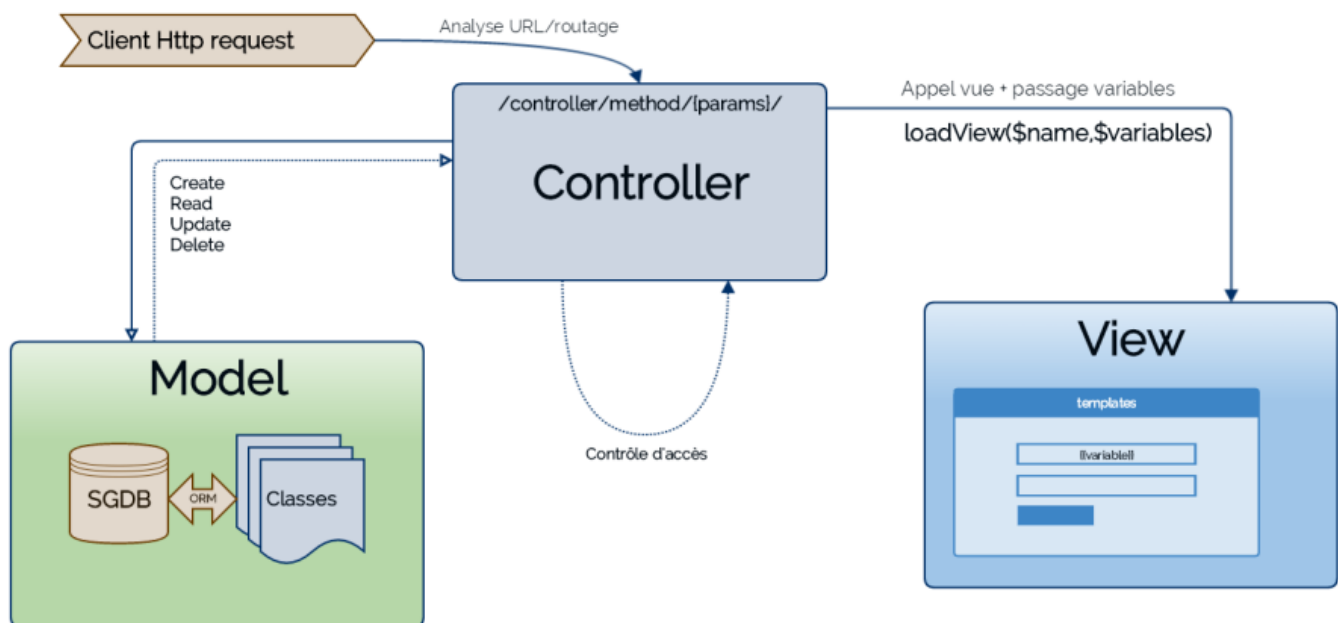 Client Http request
Analyse URL/routage
/controller/method/{params}/
Controller
Appel vue + passage variables
loadView($name,$variables)
Create
Read
Update
Delete
Contrôle d'accès
Model
SGDB
ORM
Classes
View
templates
{{variable}}